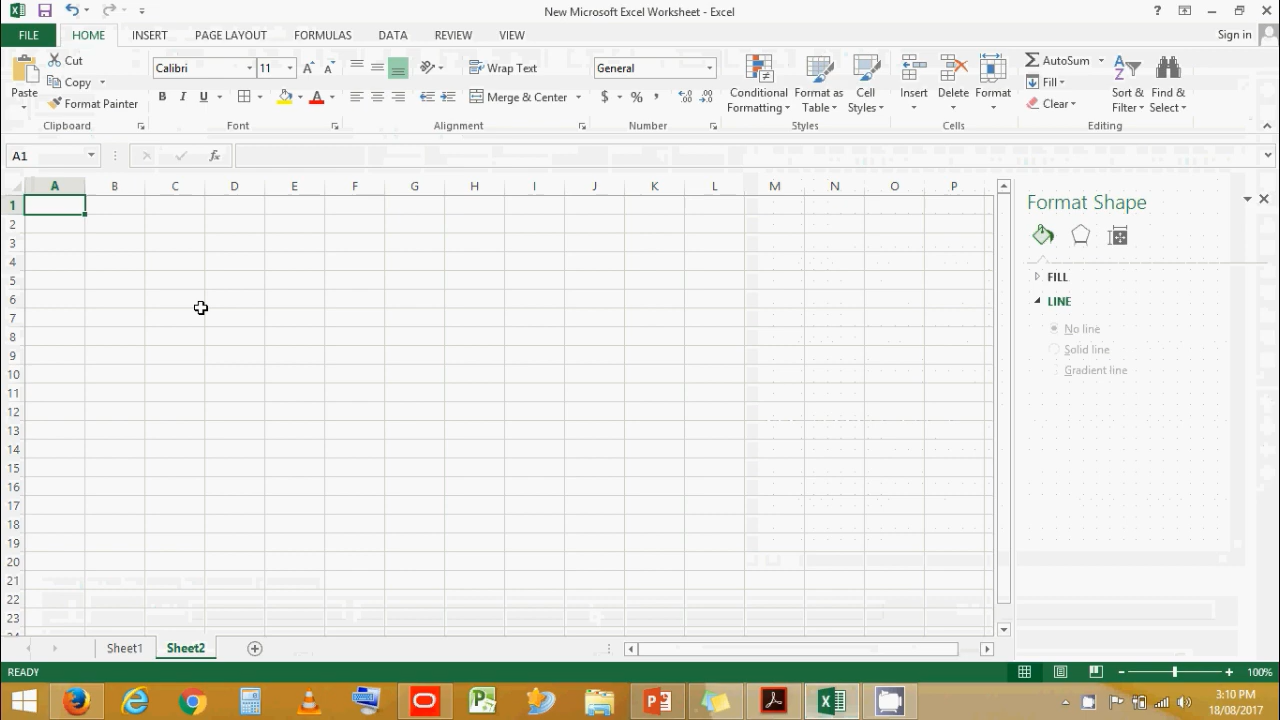 New Microsoft Excel Worksheet - Excel
FILE HOME INSERT PAGE LAYOUT FORMULAS DATA REVIEW VIEW Sign in
Paste Cut Copy Format Painter Clipboard
Calibri 11 B I U A Font
Wrap Text Merge & Center Alignment
General $ % , Number
Conditional Formatting Format as Table Cell Styles Styles
Insert Delete Format Cells
AutoSum Fill Clear Sort & Filter Find & Select Editing
A1 fx
A B C D E F G H I J K L M N O P
1
2
3
4
5
6
7
8
9
10
11
12
13
14
15
16
17
18
19
20
21
22
23
Format Shape
FILL
LINE
No line
Solid line
Gradient line
Sheet1 Sheet2
READY 100%
3:10 PM
18/08/2017